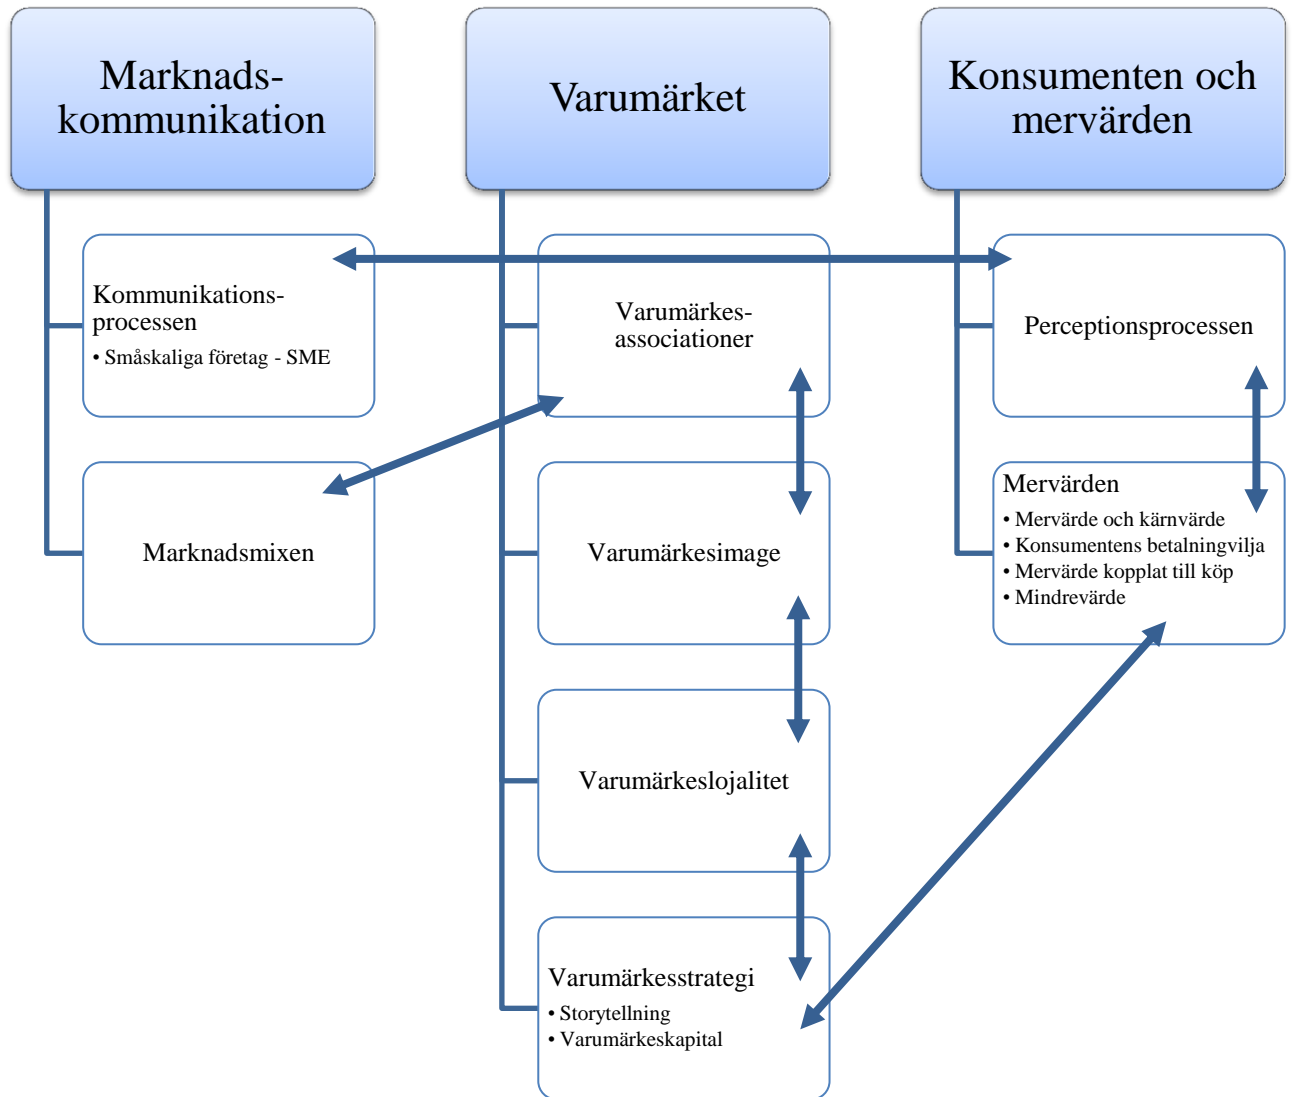 Marknads-
kommunikation
Kommunikations-
processen
• Småskaliga företag - SME
Marknadsmixen
Varumärket
Varumärkes-
associationer
Varumärkesimage
Varumärkeslojalitet
Varumärkesstrategi
• Storytellning
• Varumärkeskapital
Konsumenten och
mervärden
Perceptionsprocessen
Mervärden
• Mervärde och kärnvärde
• Konsumentens betalningvilja
• Mervärde kopplat till köp
• Mindrevärde